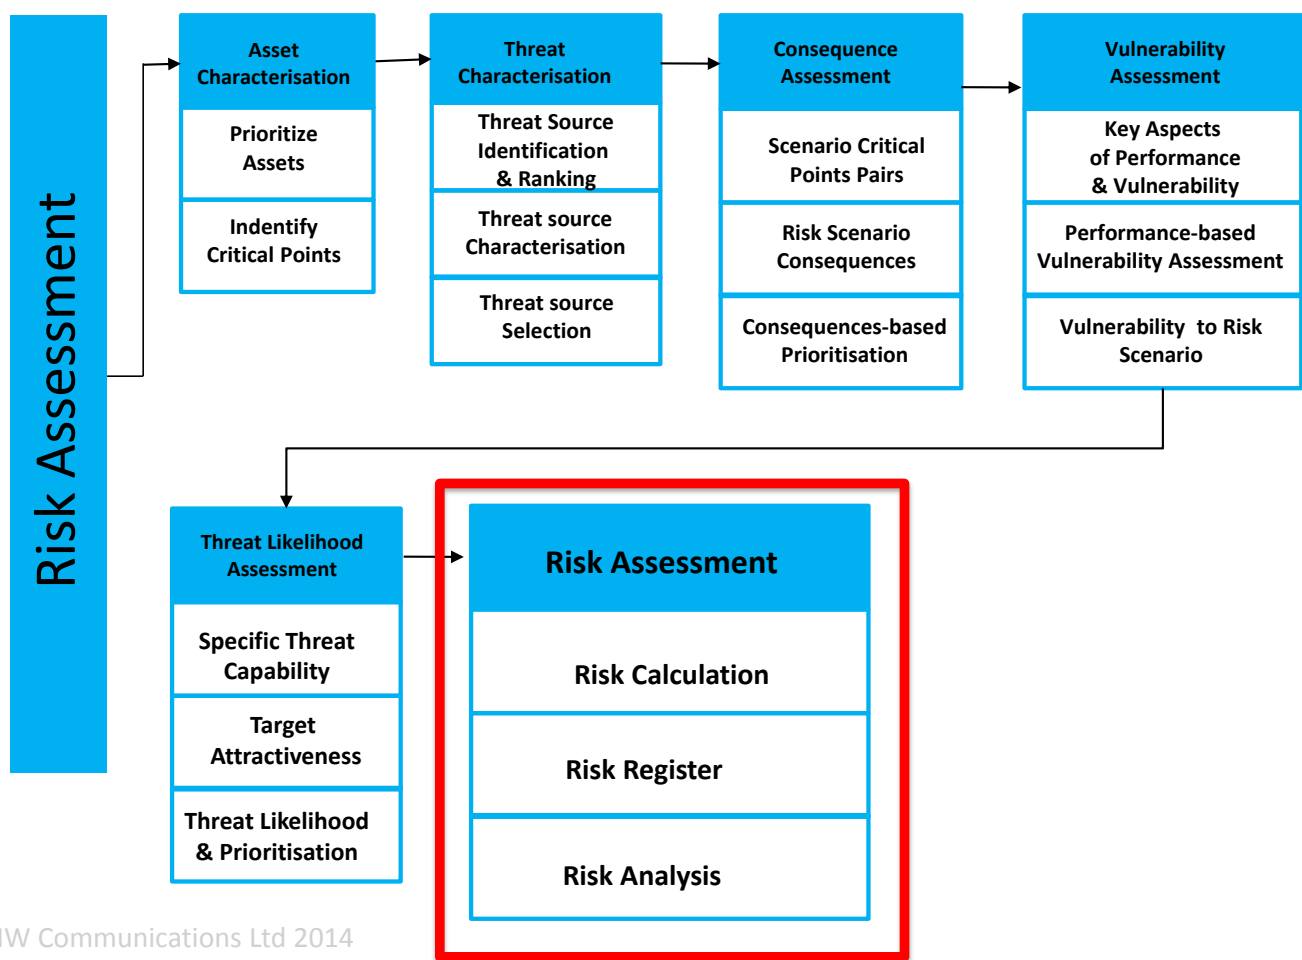 Risk Assessment
Asset
Characterisation
Prioritize
Assets
Indentify
Critical Points
Threat
Characterisation
Threat Source
Identification
& Ranking
Threat source
Characterisation
Threat source
Selection
Consequence
Assessment
Scenario Critical
Points Pairs
Risk Scenario
Consequences
Consequences-based
Prioritisation
Vulnerability
Assessment
Key Aspects
of Performance
& Vulnerability
Performance-based
Vulnerability Assessment
Vulnerability to Risk
Scenario
Threat Likelihood
Assessment
Specific Threat
Capability
Target
Attractiveness
Threat Likelihood
& Prioritisation
Risk Assessment
Risk Calculation
Risk Register
Risk Analysis
Communications Ltd 2014